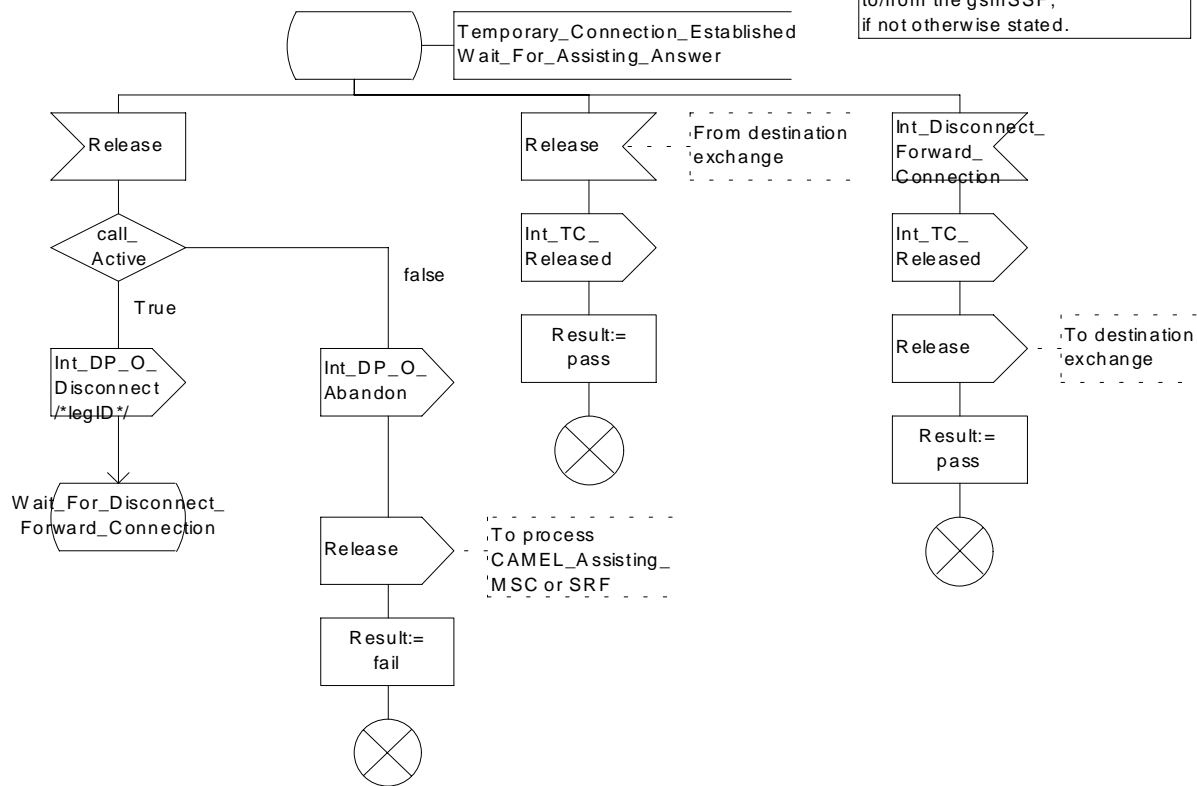 to/from the gsmSSF,
if not otherwise stated.
Temporary_Connection_Established
Wait_For_Assisting_Answer
Release
call_
Active
false
True
Int_DP_O_
Disconnect
/*legID*/
Wait_For_Disconnect_
Forward_Connection
Int_DP_O_
Abandon
Release
To process
CAMEL_Assisting_
MSC or SRF
Result:=
fail
Release
From destination
exchange
Int_TC_
Released
Result:=
pass
Int_Disconnect_
Forward_
Connection
Int_TC_
Released
Release
To destination
exchange
Result:=
pass